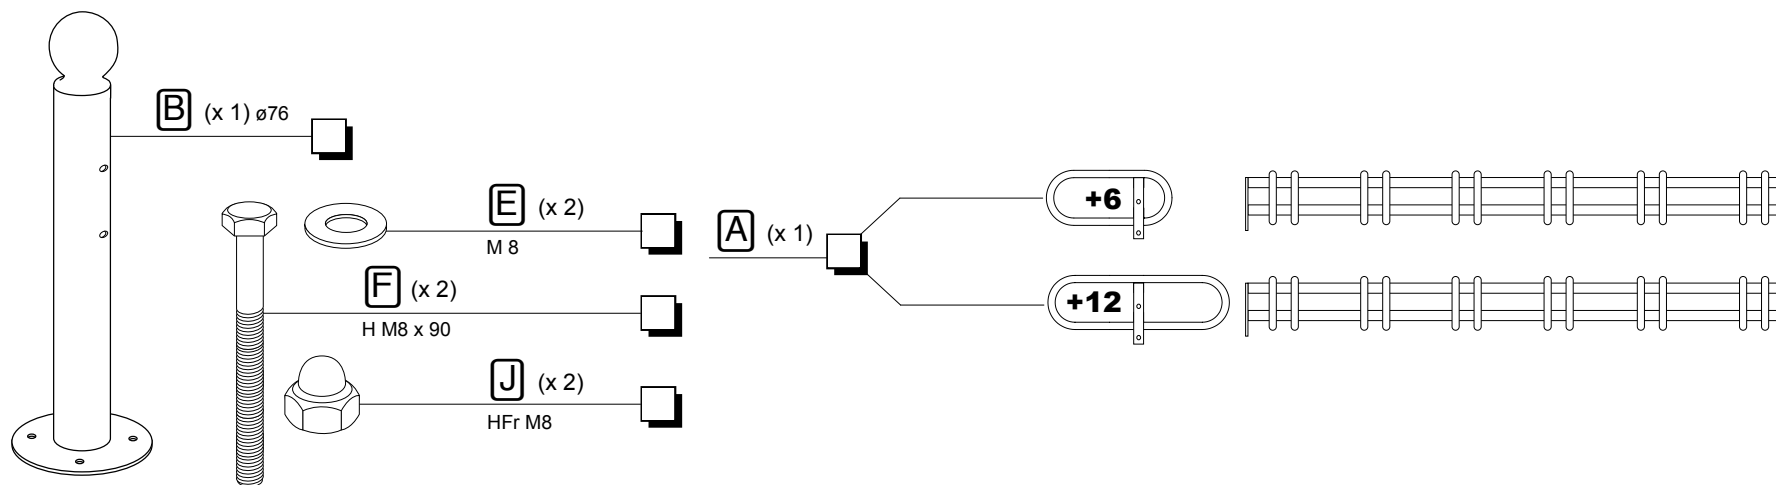 B (x 1) ø76
E (x 2)
M 8
F (x 2)
H M8 x 90
J (x 2)
HFr M8
A (x 1)
+6
+12